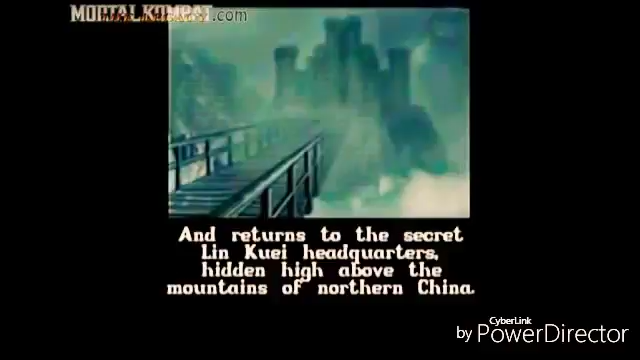 MORTAL KOMBAT
.com
And returns to the secret
Lin Kuei headquarters,
hidden high above the
mountains of northern China.
CyberLink
by PowerDirector